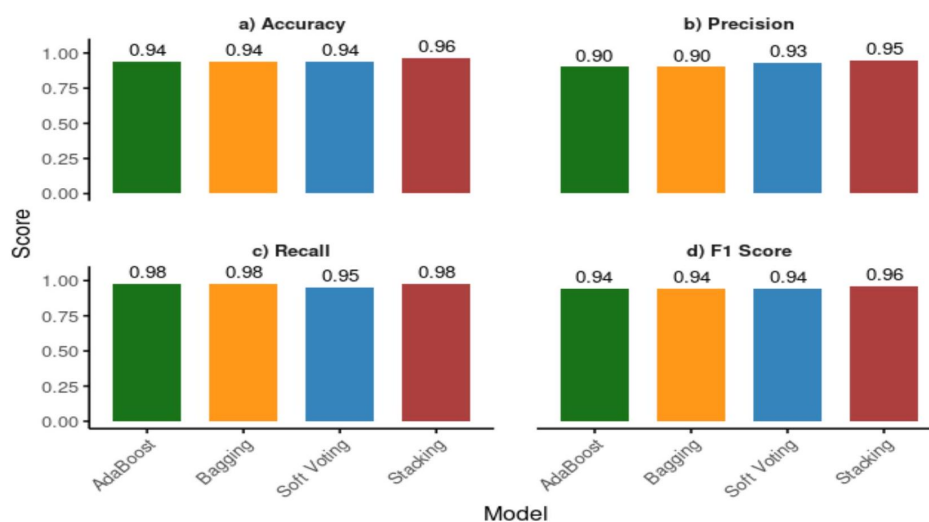 a) Accuracy
b) Precision
0.94 0.94 0.94 0.96
0.90 0.90 0.93 0.95
1.00
0.75
0.50
0.25
0.00
Score
c) Recall
d) F1 Score
0.98 0.98 0.95 0.98
0.94 0.94 0.94 0.96
1.00
0.75
0.50
0.25
0.00
AdaBoost Bagging Soft Voting Stacking
AdaBoost Bagging Soft Voting Stacking
Model